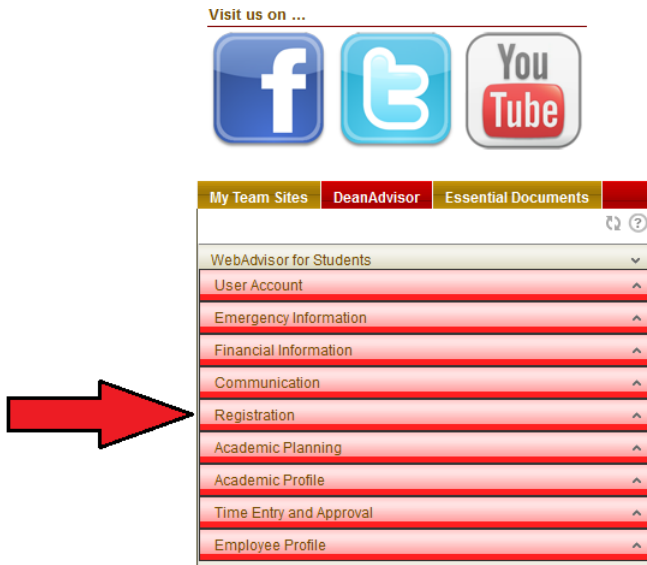 Visit us on ...
f t You Tube
My Team Sites DeanAdvisor Essential Documents
?
WebAdvisor for Students
User Account
Emergency Information
Financial Information
Communication
Registration
Academic Planning
Academic Profile
Time Entry and Approval
Employee Profile